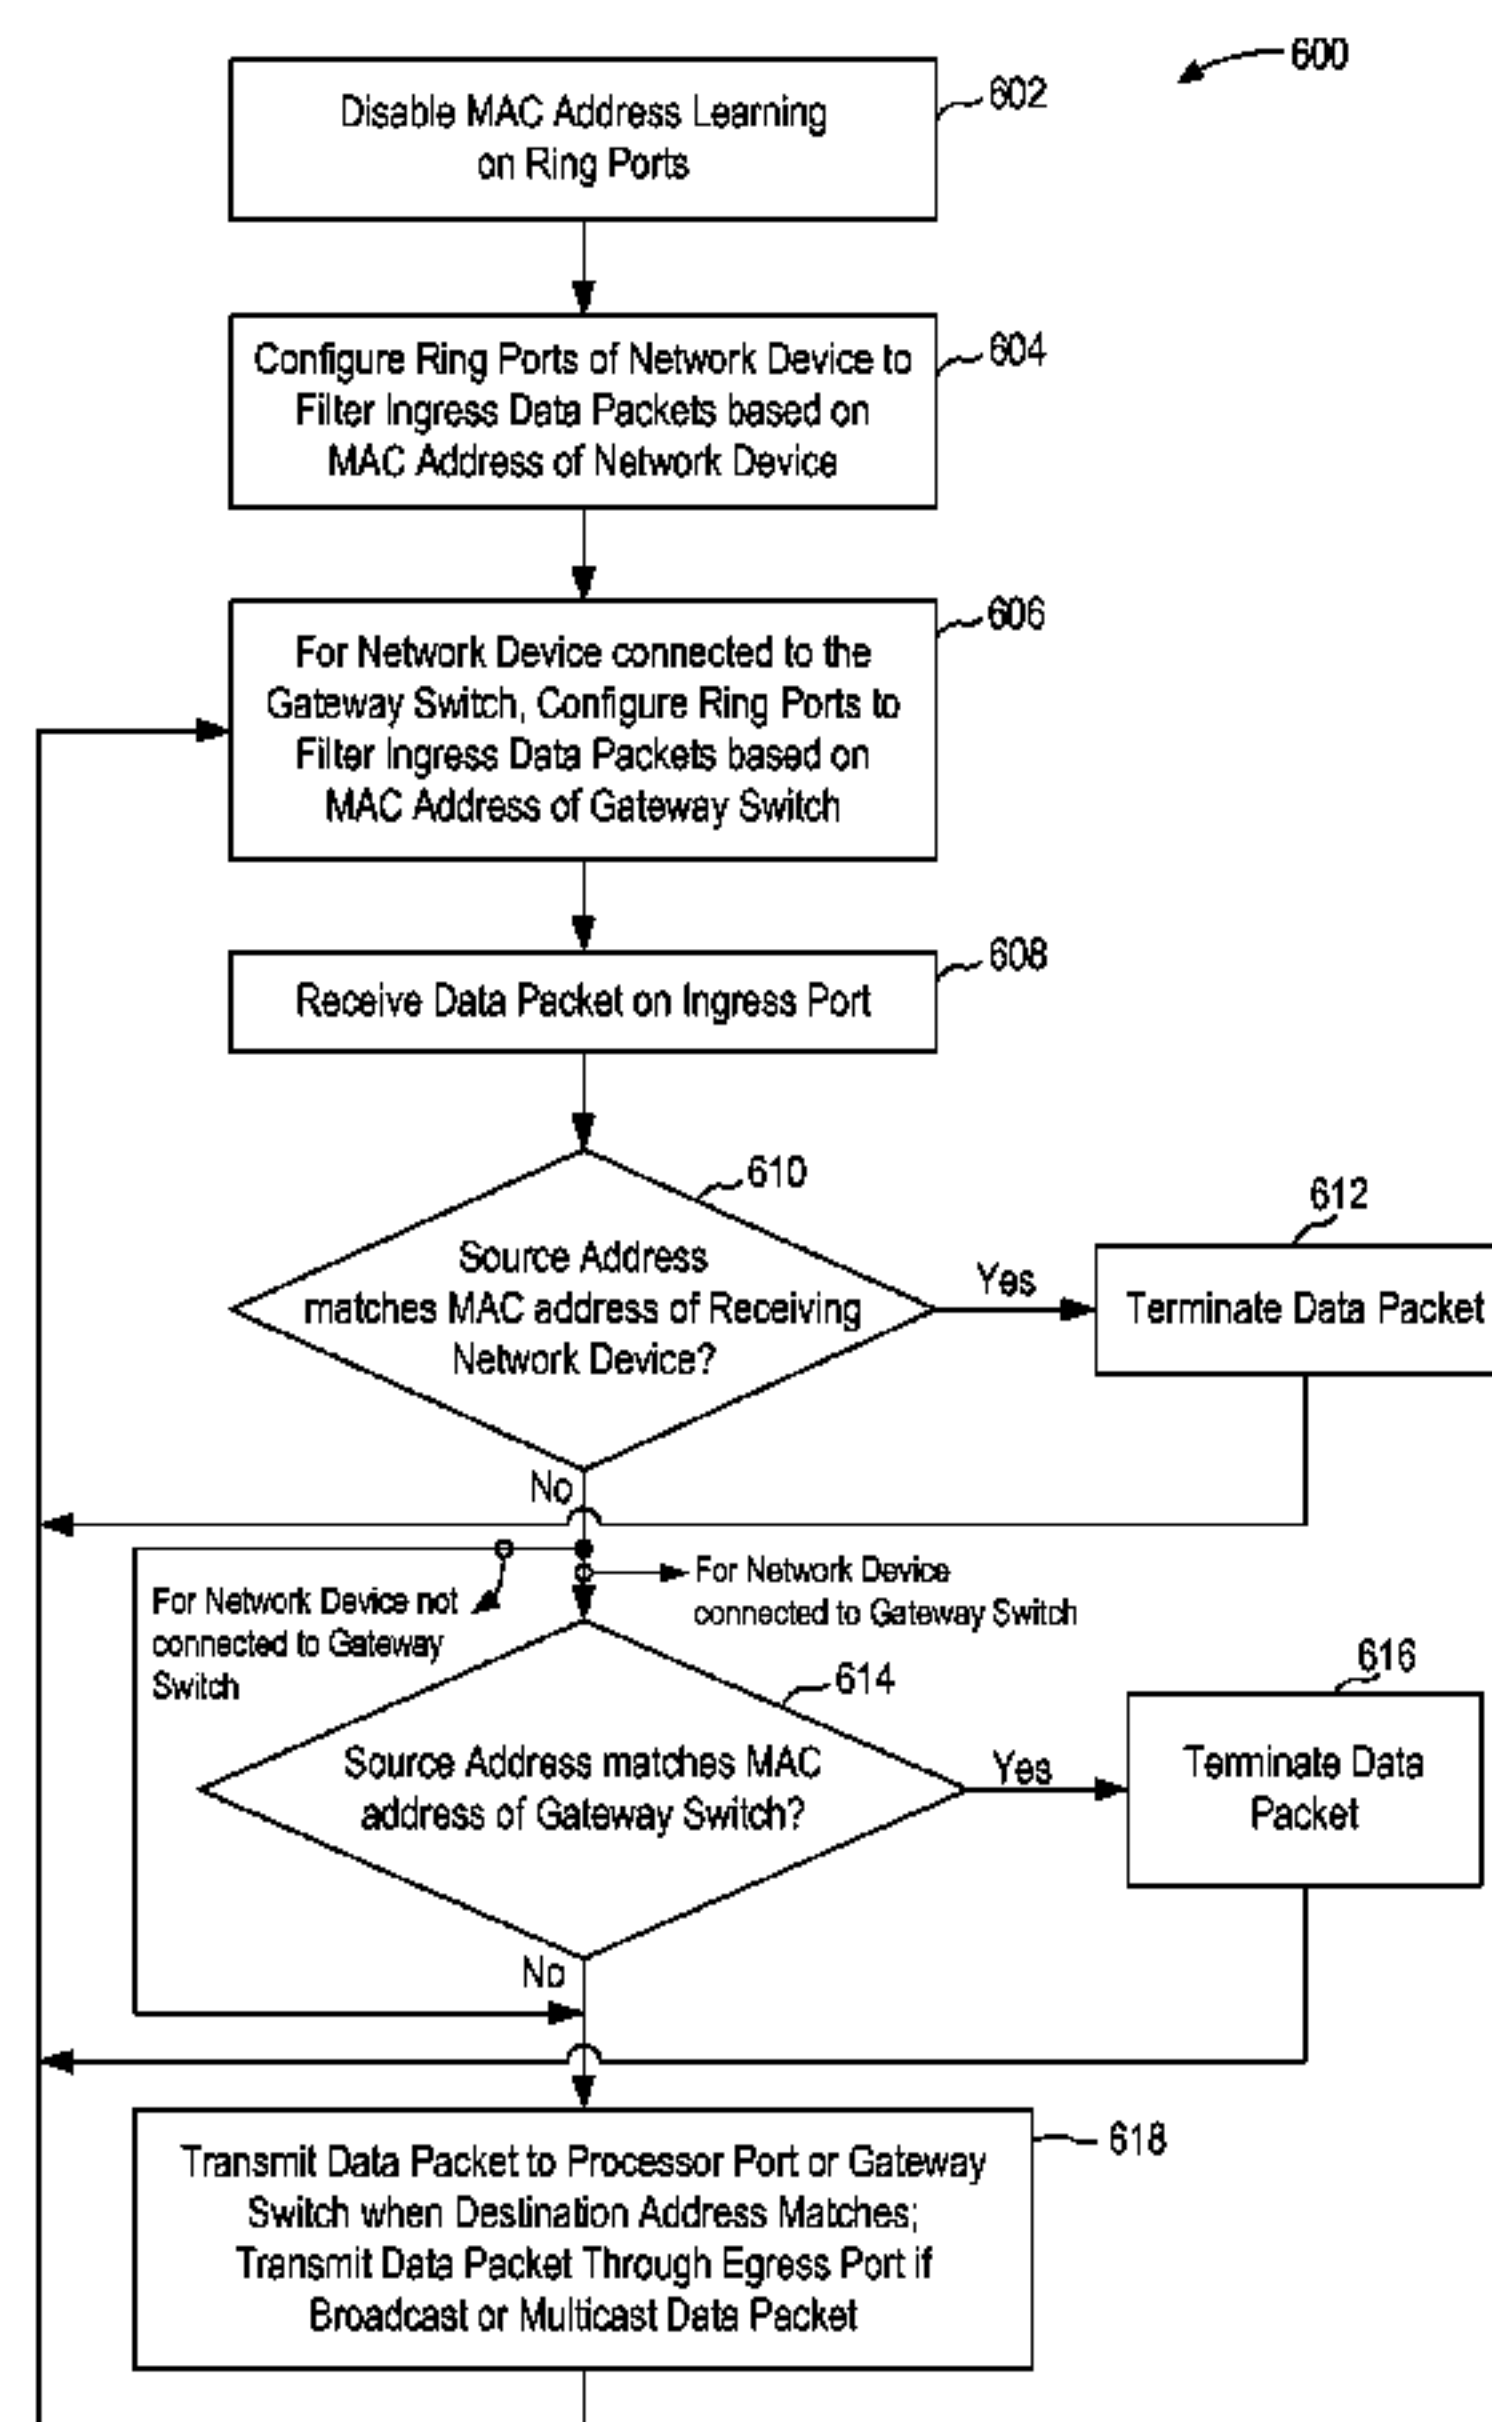 600
602
Disable MAC Address Learning
on Ring Ports
604
Configure Ring Ports of Network Device to
Filter Ingress Data Packets based on
MAC Address of Network Device
606
For Network Device connected to the
Gateway Switch, Configure Ring Ports to
Filter Ingress Data Packets based on
MAC Address of Gateway Switch
608
Receive Data Packet on Ingress Port
610
Source Address
matches MAC address of Receiving
Network Device?
Yes
612
Terminate Data Packet
No
For Network Device not
connected to Gateway
Switch
For Network Device
connected to Gateway Switch
614
Source Address matches MAC
address of Gateway Switch?
Yes
616
Terminate Data
Packet
No
618
Transmit Data Packet to Processor Port or Gateway
Switch when Destination Address Matches;
Transmit Data Packet Through Egress Port if
Broadcast or Multicast Data Packet